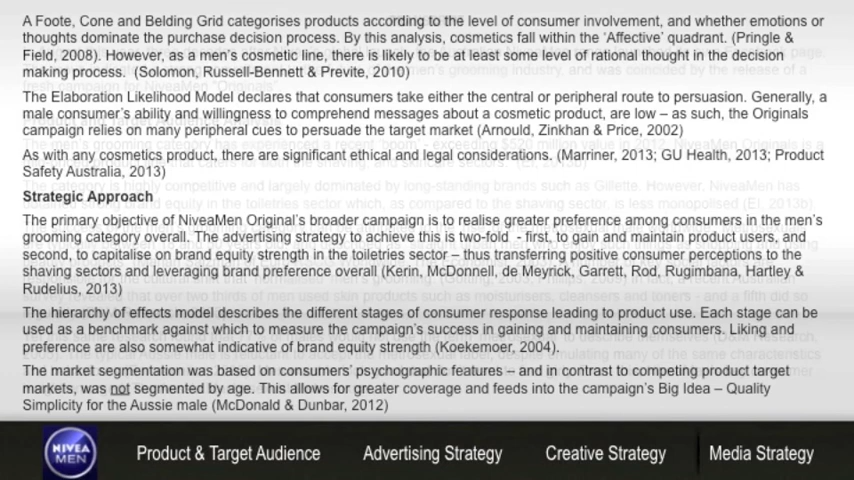 A Foote, Cone and Belding Grid categorises products according to the level of consumer involvement, and whether emotions or
thoughts dominate the purchase decision process. By this analysis, cosmetics fall within the ‘Affective’ quadrant. (Pringle &
Field, 2008). However, as a men’s cosmetic line, there is likely to be at least some level of rational thought in the decision
making process. (Solomon, Russell-Bennett & Previte, 2010)
The Elaboration Likelihood Model declares that consumers take either the central or peripheral route to persuasion. Generally, a
male consumer’s ability and willingness to comprehend messages about a cosmetic product, are low – as such, the Originals
campaign relies on many peripheral cues to persuade the target market (Arnould, Zinkhan & Price, 2002)
As with any cosmetics product, there are significant ethical and legal considerations. (Marriner, 2013; GU Health, 2013; Product
Safety Australia, 2013)
Strategic Approach
The primary objective of NiveaMen Original’s broader campaign is to realise greater preference among consumers in the men’s
grooming category overall. The advertising strategy to achieve this is two-fold - first, to gain and maintain product users, and
second, to capitalise on brand equity strength in the toiletries sector – thus transferring positive consumer perceptions to the
shaving sectors and leveraging brand preference overall (Kerin, McDonnell, de Meyrick, Garrett, Rod, Rugimbana, Hartley &
Rudelius, 2013)
The hierarchy of effects model describes the different stages of consumer response leading to product use. Each stage can be
used as a benchmark against which to measure the campaign’s success in gaining and maintaining consumers. Liking and
preference are also somewhat indicative of brand equity strength (Koekemoer, 2004).
The market segmentation was based on consumers’ psychographic features – and in contrast to competing product target
markets, was not segmented by age. This allows for greater coverage and feeds into the campaign’s Big Idea – Quality
Simplicity for the Aussie male (McDonald & Dunbar, 2012)
NIVEA
MEN
Product & Target Audience
Advertising Strategy
Creative Strategy
Media Strategy